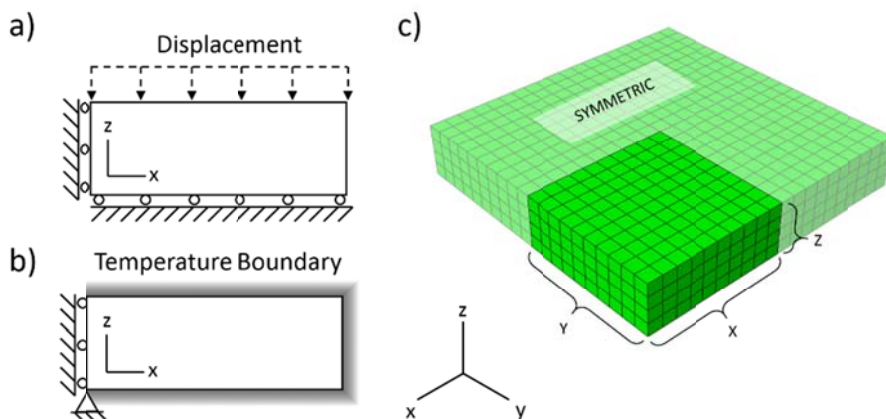 a)
Displacement
z
x
b)
Temperature Boundary
z
x
c)
SYMMETRIC
Z
Y
X
z
x
y